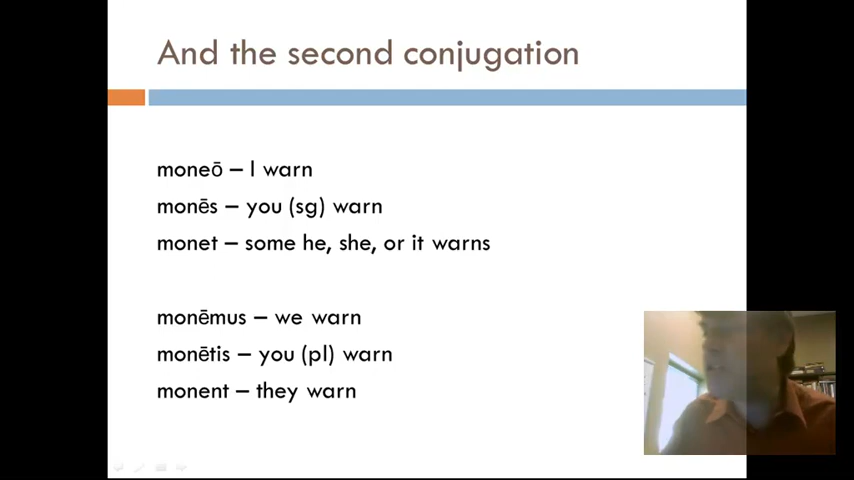 And the second conjugation
moneō – I warn
monēs – you (sg) warn
monet – some he, she, or it warns
monēmus – we warn
monētis – you (pl) warn
monent – they warn